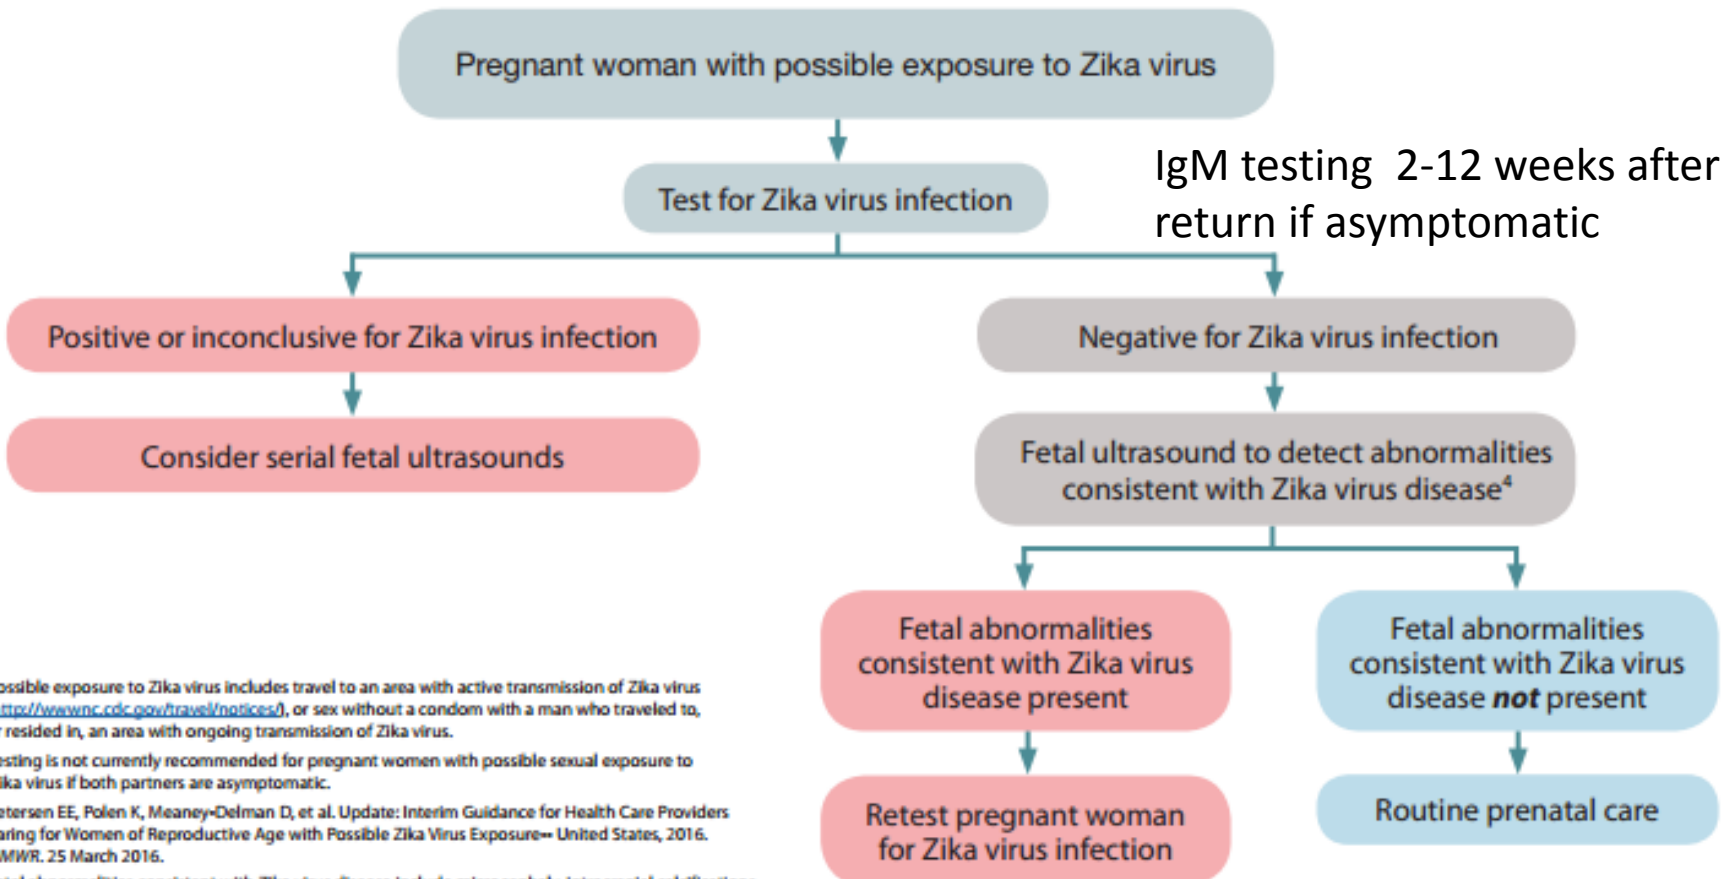 Pregnant woman with possible exposure to Zika virus
Test for Zika virus infection
IgM testing 2-12 weeks after
return if asymptomatic
Positive or inconclusive for Zika virus infection
Negative for Zika virus infection
Consider serial fetal ultrasounds
Fetal ultrasound to detect abnormalities
consistent with Zika virus disease⁴
Fetal abnormalities
consistent with Zika virus
disease present
Fetal abnormalities
consistent with Zika virus
disease not present
Retest pregnant woman
for Zika virus infection
Routine prenatal care
ossible exposure to Zika virus includes travel to an area with active transmission of Zika virus
ttp://wwwnc.cdc.gov/travel/notices/), or sex without a condom with a man who traveled to,
r resided in, an area with ongoing transmission of Zika virus.
esting is not currently recommended for pregnant women with possible sexual exposure to
ika virus if both partners are asymptomatic.
etersen EE, Polen K, Meaney-Delman D, et al. Update: Interim Guidance for Health Care Providers
aring for Women of Reproductive Age with Possible Zika Virus Exposure-- United States, 2016.
MWR. 25 March 2016.